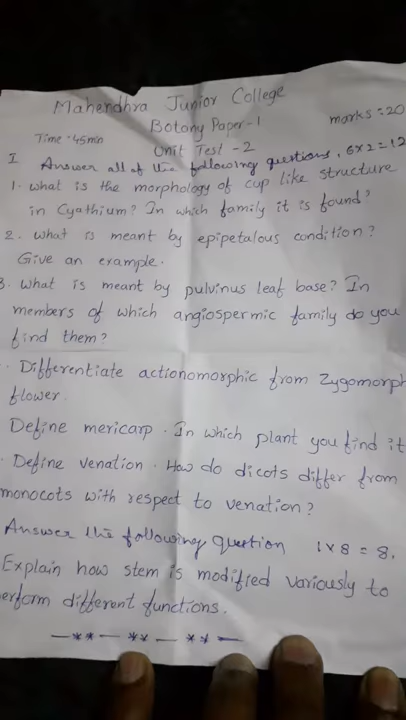 Mahendhra Junior College
Botony Paper-1
marks = 20
Time - 45min
Unit Test - 2
I Answer all of the following questions. 6x2=12
1. what is the morphology of cup like structure
in Cyathium? In which family it is found?
2. what is meant by epipetalous condition?
Give an example.
3. what is meant by pulvinus leaf base? In
members of which angiospermic family do you
find them?
. Differentiate actionomorphic from Zygomorph
flower.
Define mericarp. In which plant you find it
. Define venation. How do dicots differ from
monocots with respect to venation?
Answer the following question 1x8 = 8.
Explain how stem is modified variously to
erform different functions.
—**— ** — ** —